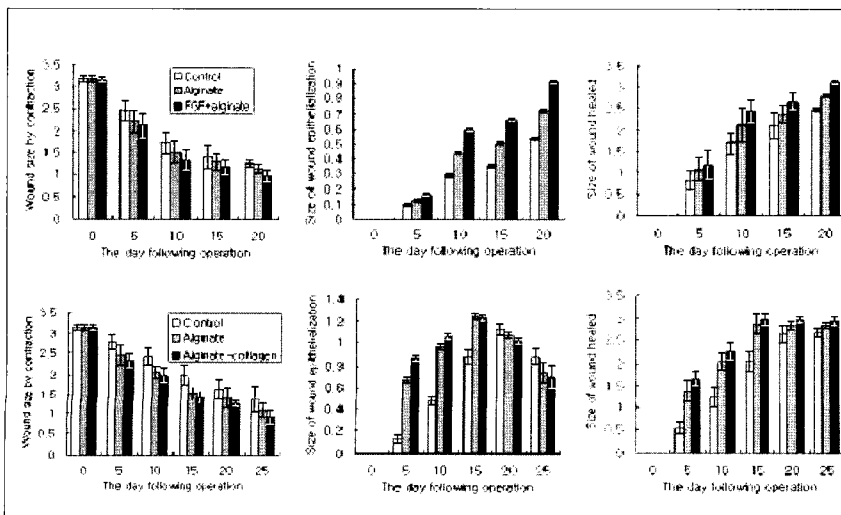 Control
Alginate
FGF+alginate
Wound size by contraction
3.5
3
2.5
2
1.5
1
0.5
0
0 5 10 15 20
The day following operation
Size of wound epithelialization
1
0.9
0.8
0.7
0.6
0.5
0.4
0.3
0.2
0.1
0
0 5 10 15 20
The day following operation
Size of wound healed
3.5
3
2.5
2
1.5
1
0.5
0
0 5 10 15 20
The day following operation
Control
Alginate
Alginate-collagen
Wound size by contraction
3.5
3
2.5
2
1.5
1
0.5
0
0 5 10 15 20 25
The day following operation
Size of wound epithelialization
1.4
1.2
1
0.8
0.6
0.4
0.2
0
0 5 10 15 20 25
The day following operation
Size of wound healed
3.5
3
2.5
2
1.5
1
0.5
0
0 5 10 15 20 25
The day following operation